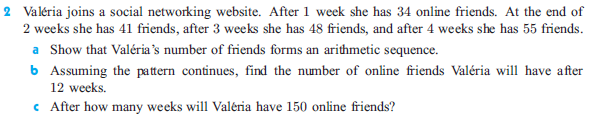 2 Valéria joins a social networking website. After 1 week she has 34 online friends. At the end of
2 weeks she has 41 friends, after 3 weeks she has 48 friends, and after 4 weeks she has 55 friends.
a Show that Valéria's number of friends forms an arithmetic sequence.
b Assuming the pattern continues, find the number of online friends Valéria will have after
12 weeks.
c After how many weeks will Valéria have 150 online friends?